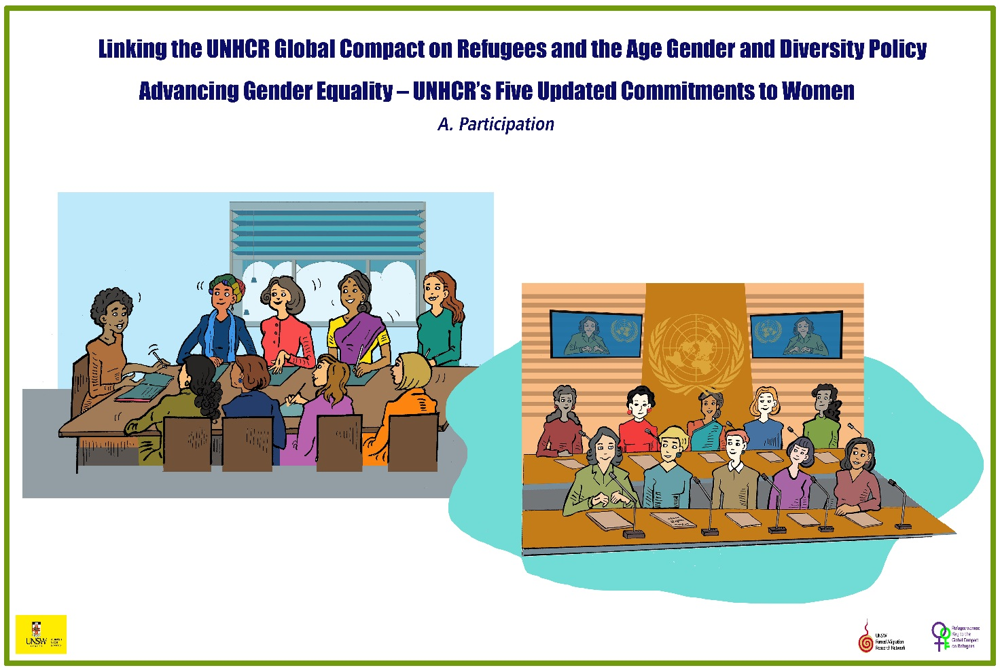 Linking the UNHCR Global Compact on Refugees and the Age Gender and Diversity Policy
Advancing Gender Equality – UNHCR’s Five Updated Commitments to Women
A. Participation
UNSW
UNSW
Forced Migration
Research Network
Refugee women:
Key to the
Global Compact
on Refugees